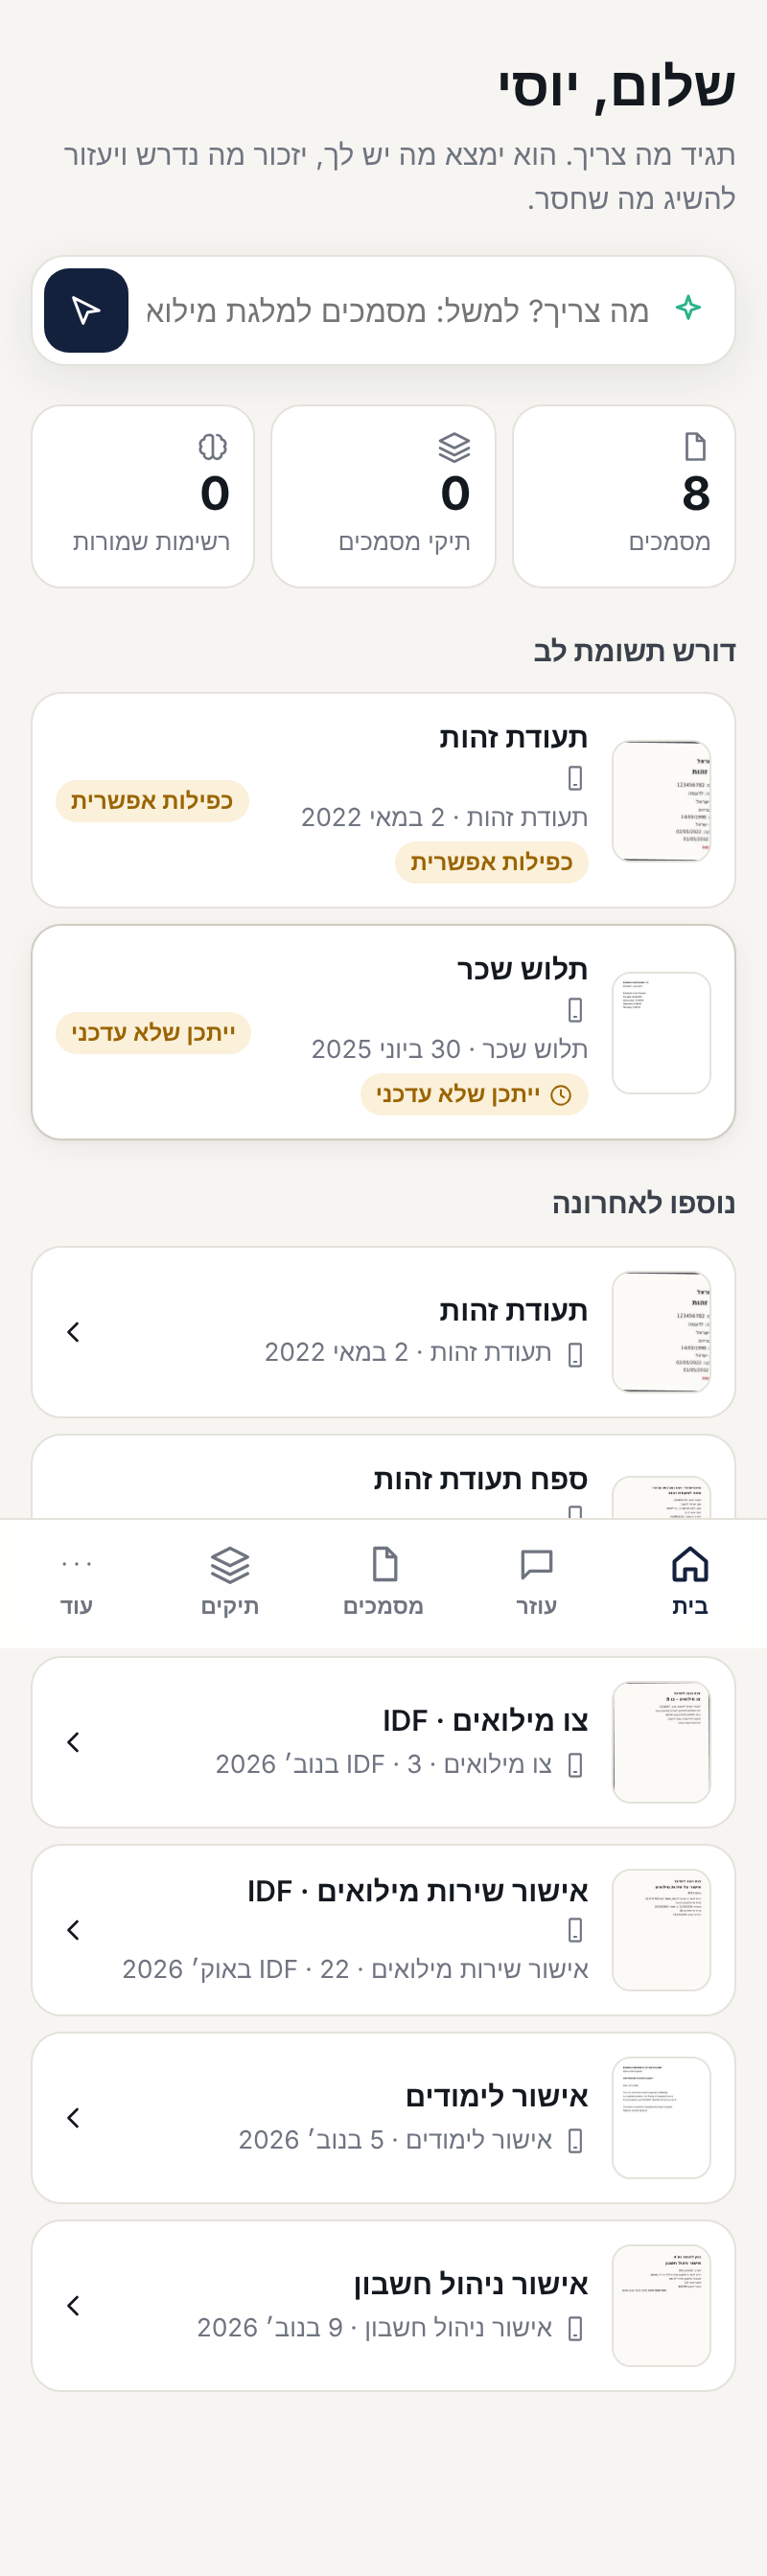 שלום, יוסי
תגיד מה צריך. הוא ימצא מה יש לך, יזכור מה נדרש ויעזור
להשיג מה שחסר.
מה צריך? למשל: מסמכים למלגת מילוא
8
מסמכים
0
תיקי מסמכים
0
רשימות שמורות
דורש תשומת לב
תעודת זהות
תעודת זהות · 2 במאי 2022
כפילות אפשרית
כפילות אפשרית
תלוש שכר
תלוש שכר · 30 ביוני 2025
ייתכן שלא עדכני
ייתכן שלא עדכני
נוספו לאחרונה
תעודת זהות
תעודת זהות · 2 במאי 2022
ספח תעודת זהות
בית
עוזר
מסמכים
תיקים
עוד
צו מילואים · IDF
צו מילואים · IDF · 3 בנוב׳ 2026
אישור שירות מילואים · IDF
אישור שירות מילואים · IDF · 22 באוק׳ 2026
אישור לימודים
אישור לימודים · 5 בנוב׳ 2026
אישור ניהול חשבון
אישור ניהול חשבון · 9 בנוב׳ 2026